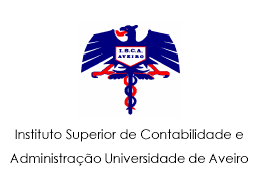 I.S.C.A.
AVEIRO
Instituto Superior de Contabilidade e
Administração Universidade de Aveiro